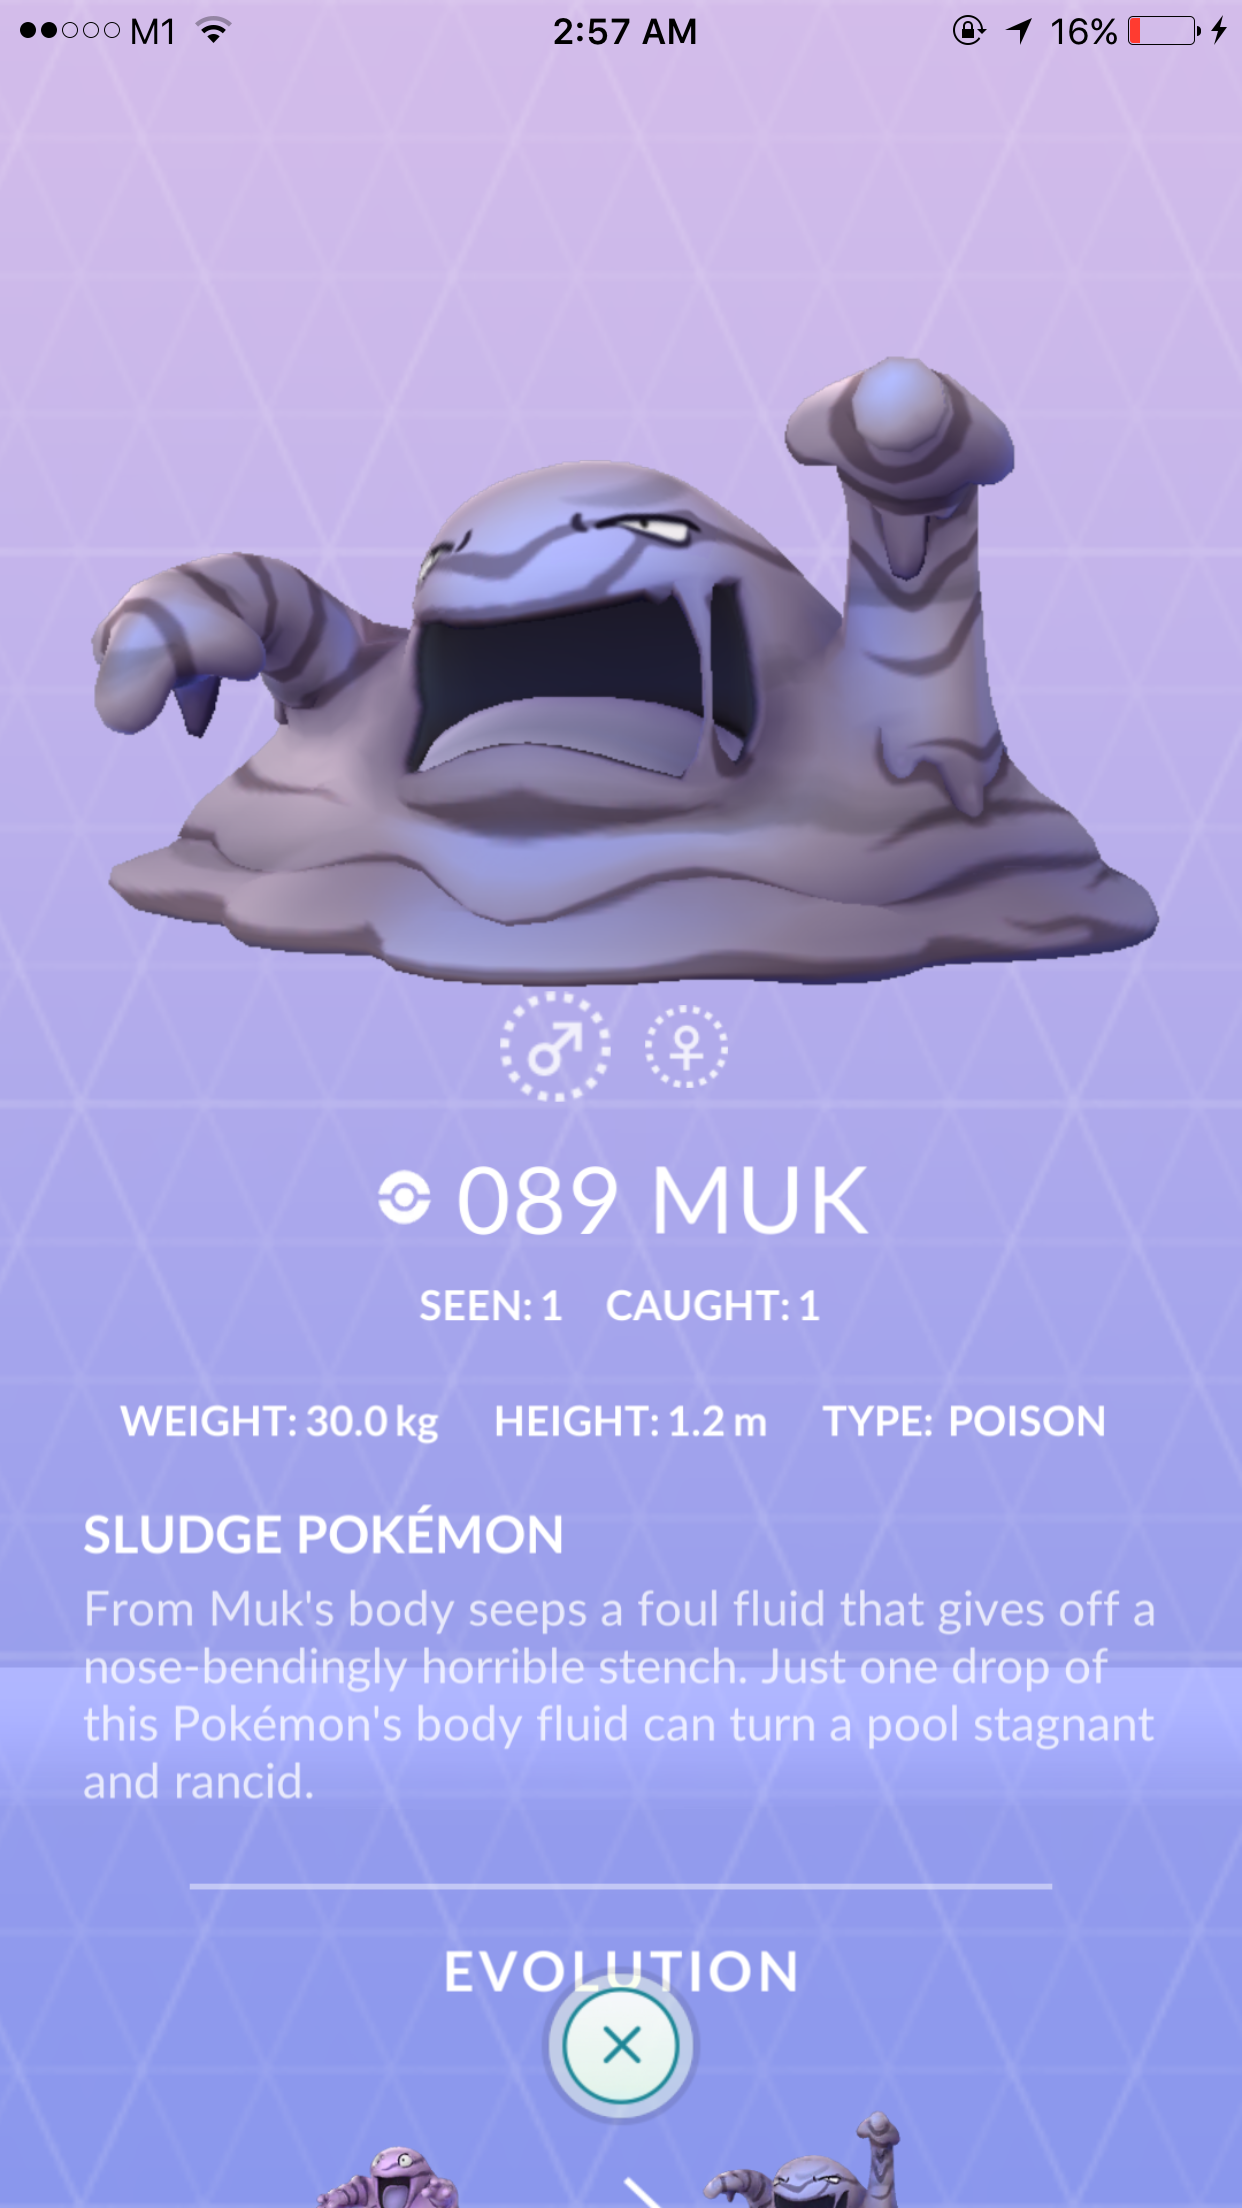 M1 2:57 AM 16%
089 MUK
SEEN: 1 CAUGHT: 1
WEIGHT: 30.0 kg HEIGHT: 1.2 m TYPE: POISON
SLUDGE POKÉMON
From Muk's body seeps a foul fluid that gives off a
nose-bendingly horrible stench. Just one drop of
this Pokémon's body fluid can turn a pool stagnant
and rancid.
EVOLUTION